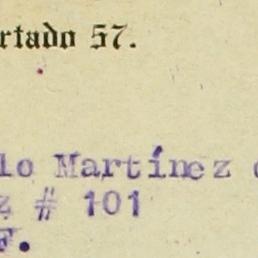 rtado 57.
lo Martínez
z # 101
F.